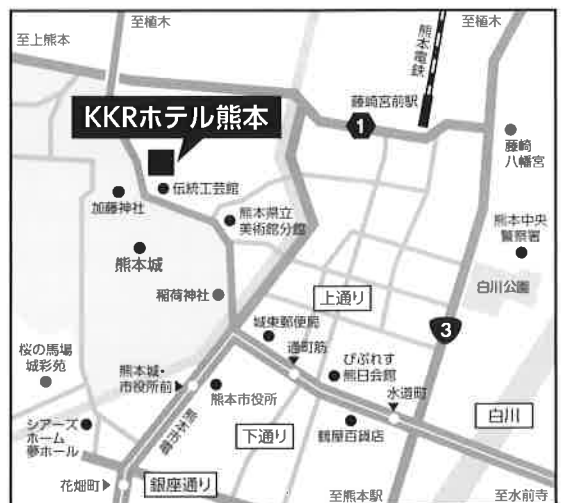 至植木
至植木
至上熊本
熊本電鉄
藤崎宮前駅
1
KKRホテル熊本
藤崎
八幡宮
伝統工芸館
加藤神社
熊本県立
美術館分館
熊本中央
警察署
熊本城
白川公園
稲荷神社
上通り
城東郵便局
3
通町筋
びぷれす
熊日会館
桜の馬場
城彩苑
熊本城・
市役所前
水道町
熊本市役所
白川
シアーズ
ホーム
夢ホール
熊本市電
下通り
鶴屋百貨店
花畑町
銀座通り
至熊本駅
至水前寺